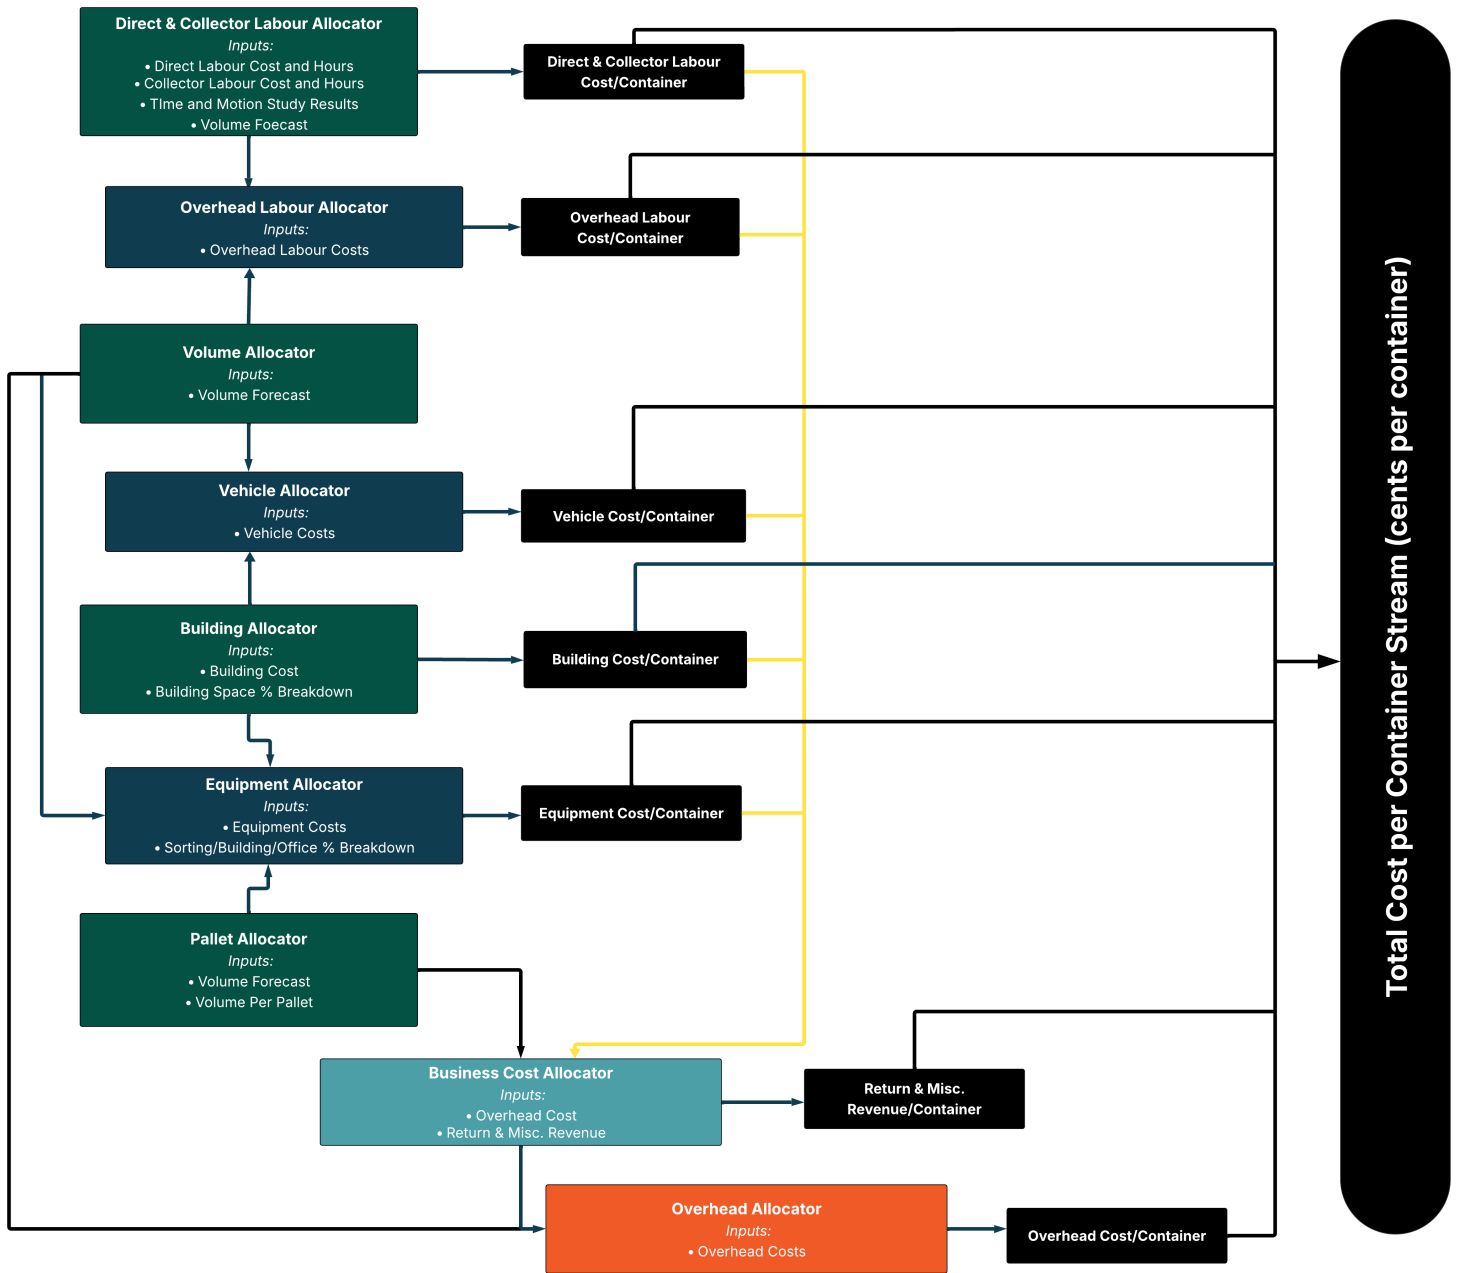 Direct & Collector Labour Allocator
Inputs:
• Direct Labour Cost and Hours
• Collector Labour Cost and Hours
• TIme and Motion Study Results
• Volume Foecast
Direct & Collector Labour
Cost/Container
Overhead Labour Allocator
Inputs:
• Overhead Labour Costs
Overhead Labour
Cost/Container
Volume Allocator
Inputs:
• Volume Forecast
Vehicle Allocator
Inputs:
• Vehicle Costs
Vehicle Cost/Container
Building Allocator
Inputs:
• Building Cost
• Building Space % Breakdown
Building Cost/Container
Equipment Allocator
Inputs:
• Equipment Costs
• Sorting/Building/Office % Breakdown
Equipment Cost/Container
Pallet Allocator
Inputs:
• Volume Forecast
• Volume Per Pallet
Business Cost Allocator
Inputs:
• Overhead Cost
• Return & Misc. Revenue
Return & Misc.
Revenue/Container
Overhead Allocator
Inputs:
• Overhead Costs
Overhead Cost/Container
Total Cost per Container Stream (cents per container)